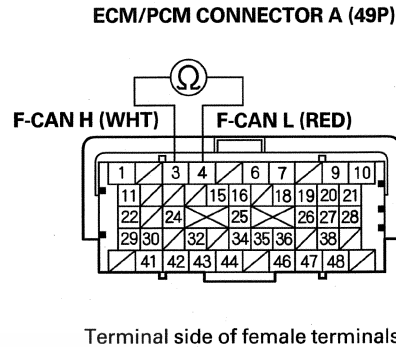 ECM/PCM CONNECTOR A (49P)
Ω
F-CAN H (WHT) F-CAN L (RED)
1 3 4 6 7 9 10
11 15 16 18 19 20 21
22 24 25 26 27 28
29 30 32 34 35 36 38
41 42 43 44 46 47 48
Terminal side of female terminals